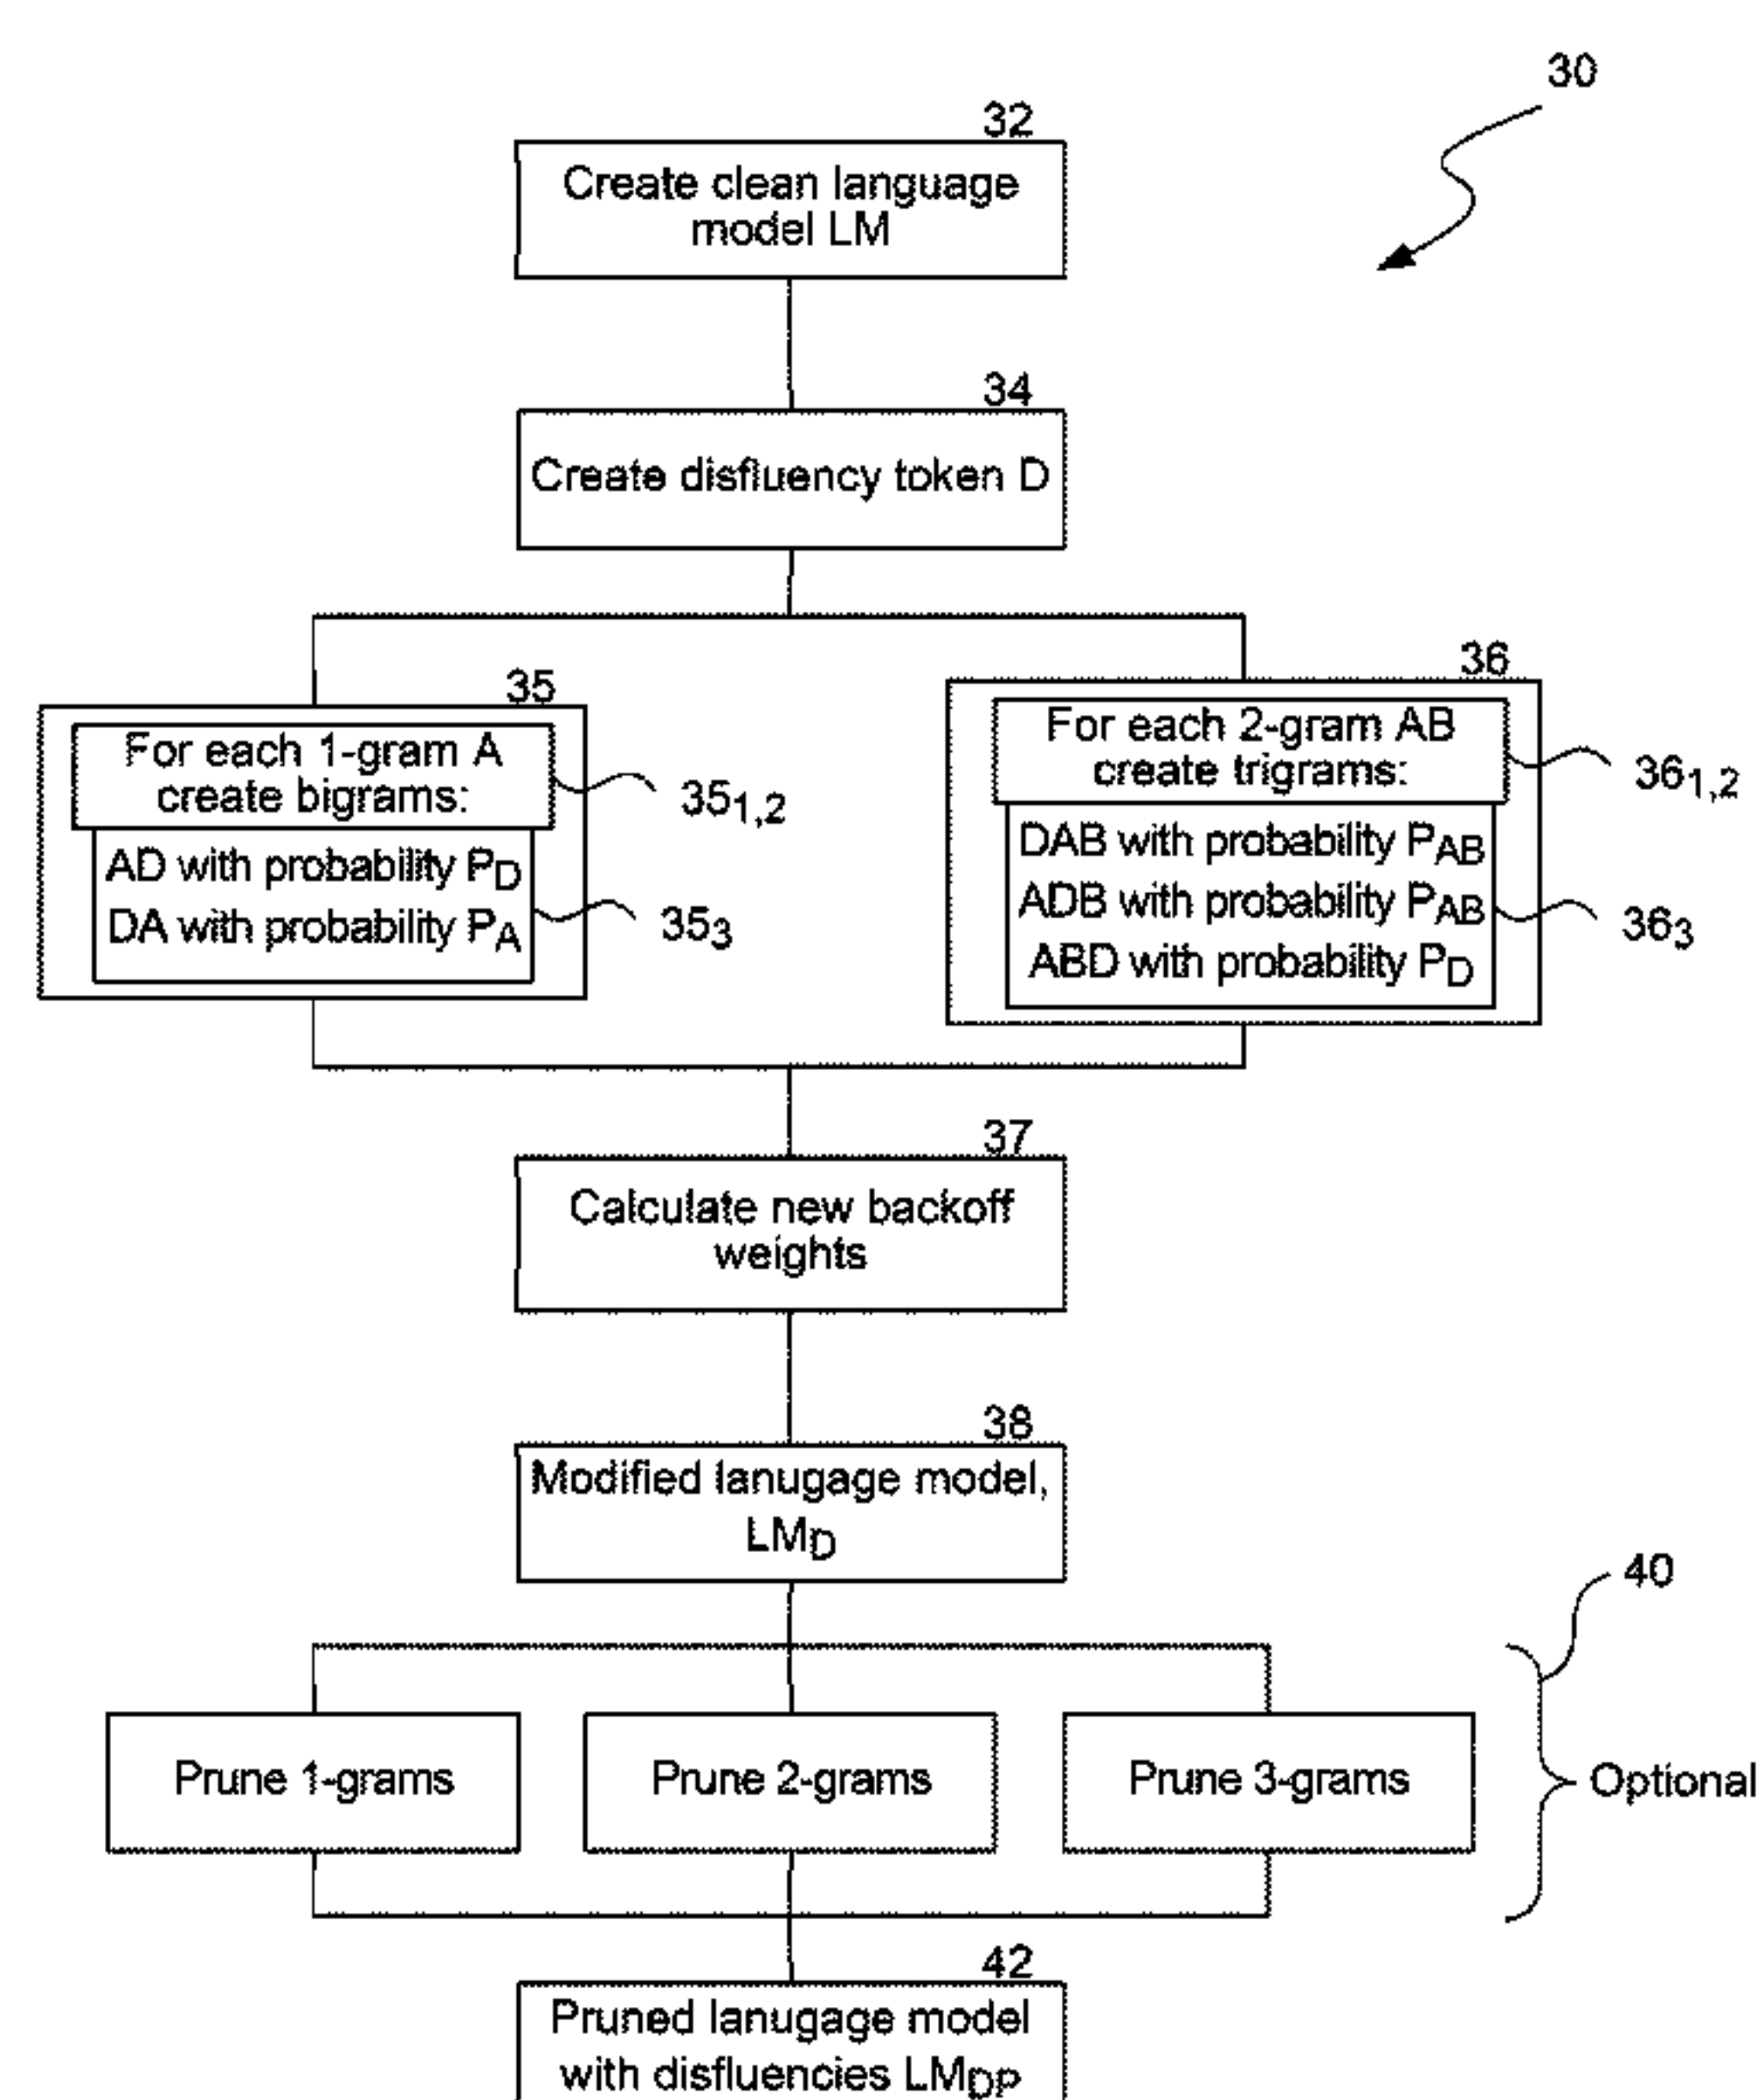 30
32
Create clean language
model LM
34
Create disfluency token D
35
For each 1-gram A
create bigrams:
351,2
AD with probability PD
DA with probability PA
353
36
For each 2-gram AB
create trigrams:
361,2
DAB with probability PAB
ADB with probability PAB
ABD with probability PD
363
37
Calculate new backoff
weights
38
Modified lanugage model,
LMD
40
Prune 1-grams
Prune 2-grams
Prune 3-grams
Optional
42
Pruned lanugage model
with disfluencies LMDP